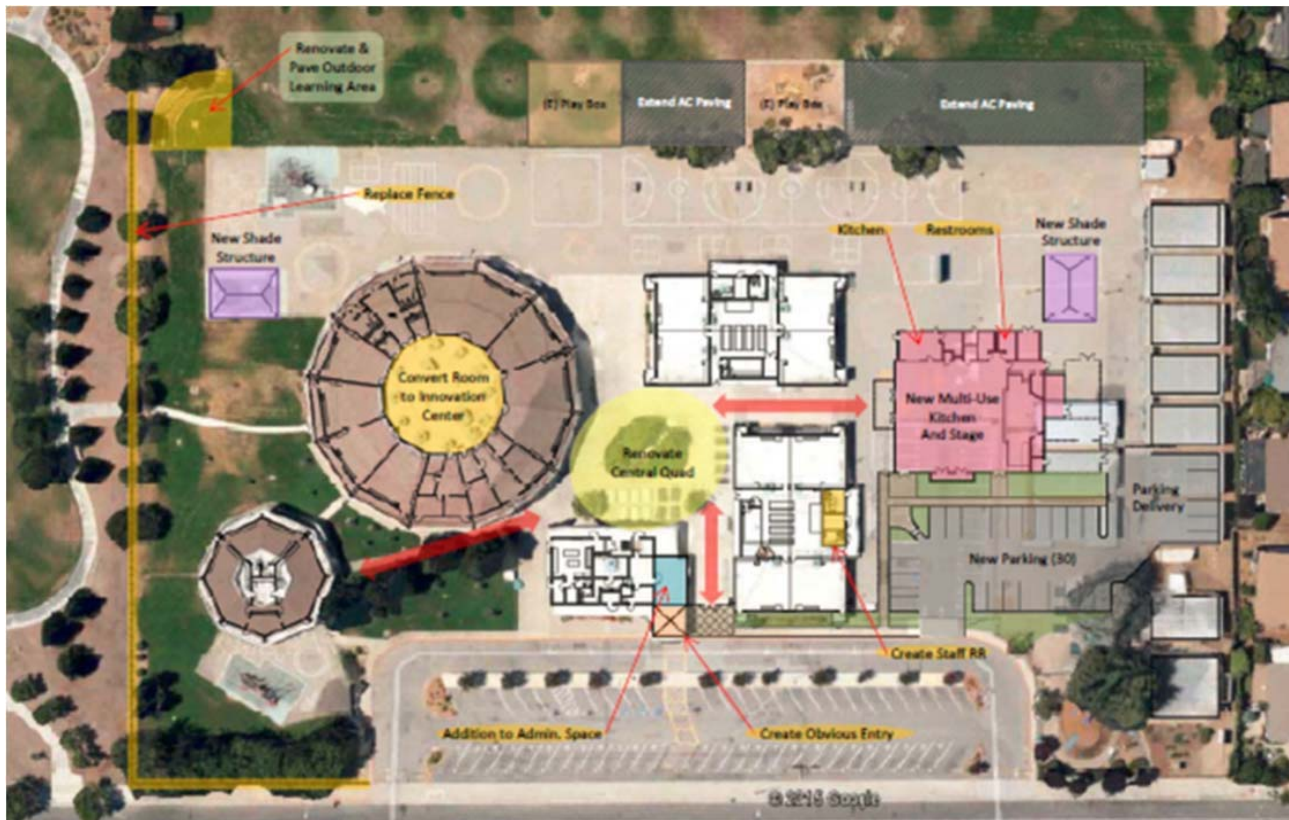 Renovate &
Pave Outdoor
Learning Area
(E) Play Box
Extend AC Paving
(E) Play Box
Extend AC Paving
Replace Fence
New Shade
Structure
Kitchen
Restrooms
New Shade
Structure
Convert Room
to Innovation
Center
New Multi-Use
Kitchen
And Stage
Renovate
Central Quad
Parking
Delivery
New Parking (30)
Create Staff RR
Addition to Admin. Space
Create Obvious Entry
© 2215 Google